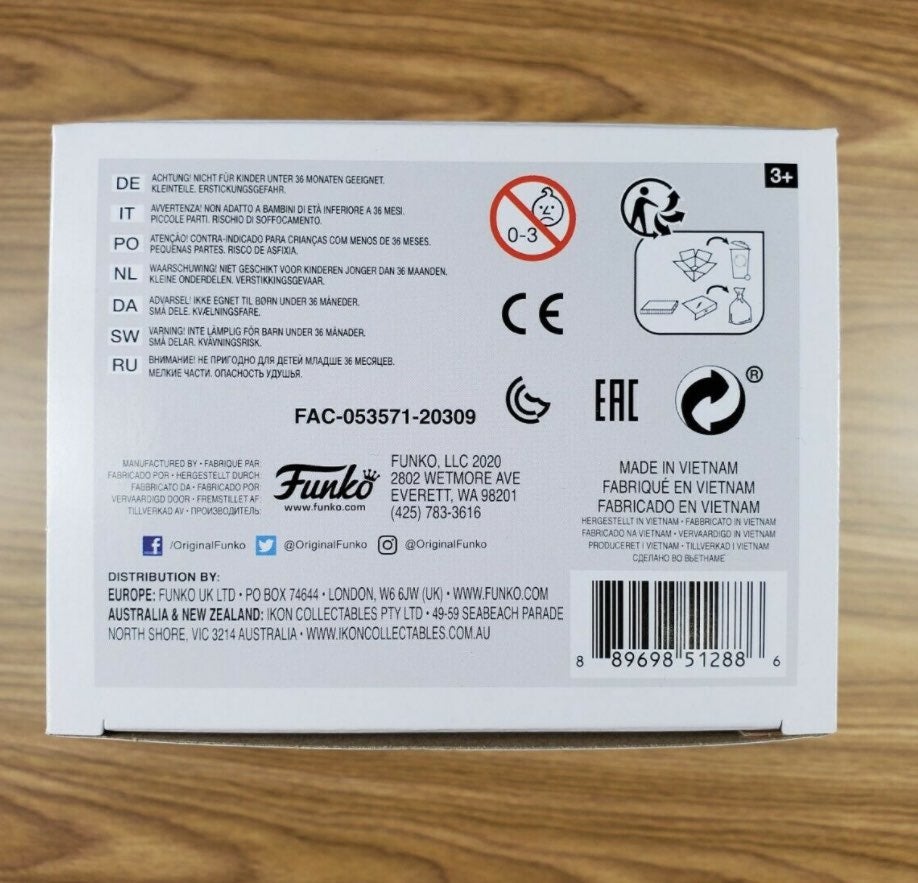 DE ACHTUNG! NICHT FÜR KINDER UNTER 36 MONATEN GEEIGNET.
KLEINTEILE. ERSTICKUNGSGEFAHR.
IT AVVERTENZA! NON ADATTO A BAMBINI DI ETÀ INFERIORE A 36 MESI.
PICCOLE PARTI. RISCHIO DI SOFFOCAMENTO.
PO ATENÇÃO! CONTRA-INDICADO PARA CRIANÇAS COM MENOS DE 36 MESES.
PEQUENAS PARTES. RISCO DE ASFIXIA.
NL WAARSCHUWING! NIET GESCHIKT VOOR KINDEREN JONGER DAN 36 MAANDEN.
KLEINE ONDERDELEN. VERSTIKKINGSGEVAAR.
DA ADVARSEL! IKKE EGNET TIL BØRN UNDER 36 MÅNEDER.
SMÅ DELE. KVÆLNINGSFARE.
SW VARNING! INTE LÄMPLIG FÖR BARN UNDER 36 MÅNADER.
SMÅ DELAR. KVÄVNINGSRISK.
RU ВНИМАНИЕ! НЕ ПРИГОДНО ДЛЯ ДЕТЕЙ МЛАДШЕ 36 МЕСЯЦЕВ.
МЕЛКИЕ ЧАСТИ. ОПАСНОСТЬ УДУШЬЯ.
0-3
3+
CE
EAC
®
FAC-053571-20309
MANUFACTURED BY • FABRIQUÉ PAR
FABRICADO POR • HERGESTELLT DURCH:
FABBRICATO DA • FABRICADO POR:
VERVAARDIGD DOOR • FREMSTILLET AF:
TILLVERKAD AV • ПРОИЗВОДИТЕЛЬ:
Funko
www.funko.com
FUNKO, LLC 2020
2802 WETMORE AVE
EVERETT, WA 98201
(425) 783-3616
MADE IN VIETNAM
FABRIQUÉ EN VIETNAM
FABRICADO EN VIETNAM
HERGESTELLT IN VIETNAM • FABBRICATO IN VIETNAM
FABRICADO NA VIETNAM • VERVAARDIGD IN VIETNAM
PRODUCERET I VIETNAM • TILLVERKAD I VIETNAM
СДЕЛАНО ВО ВЬЕТНАМЕ
f /OriginalFunko @OriginalFunko @OriginalFunko
DISTRIBUTION BY:
EUROPE: FUNKO UK LTD • PO BOX 74644 • LONDON, W6 6JW (UK) • WWW.FUNKO.COM
AUSTRALIA & NEW ZEALAND: IKON COLLECTABLES PTY LTD • 49-59 SEABEACH PARADE
NORTH SHORE, VIC 3214 AUSTRALIA • WWW.IKONCOLLECTABLES.COM.AU
8 89698 51288 6